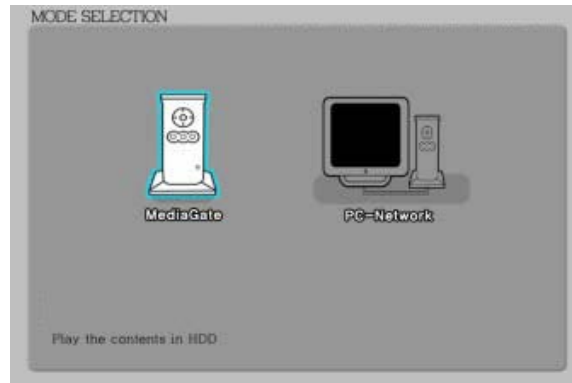 MODE SELECTION
MediaGate
PC-Network
Play the contents in HDD